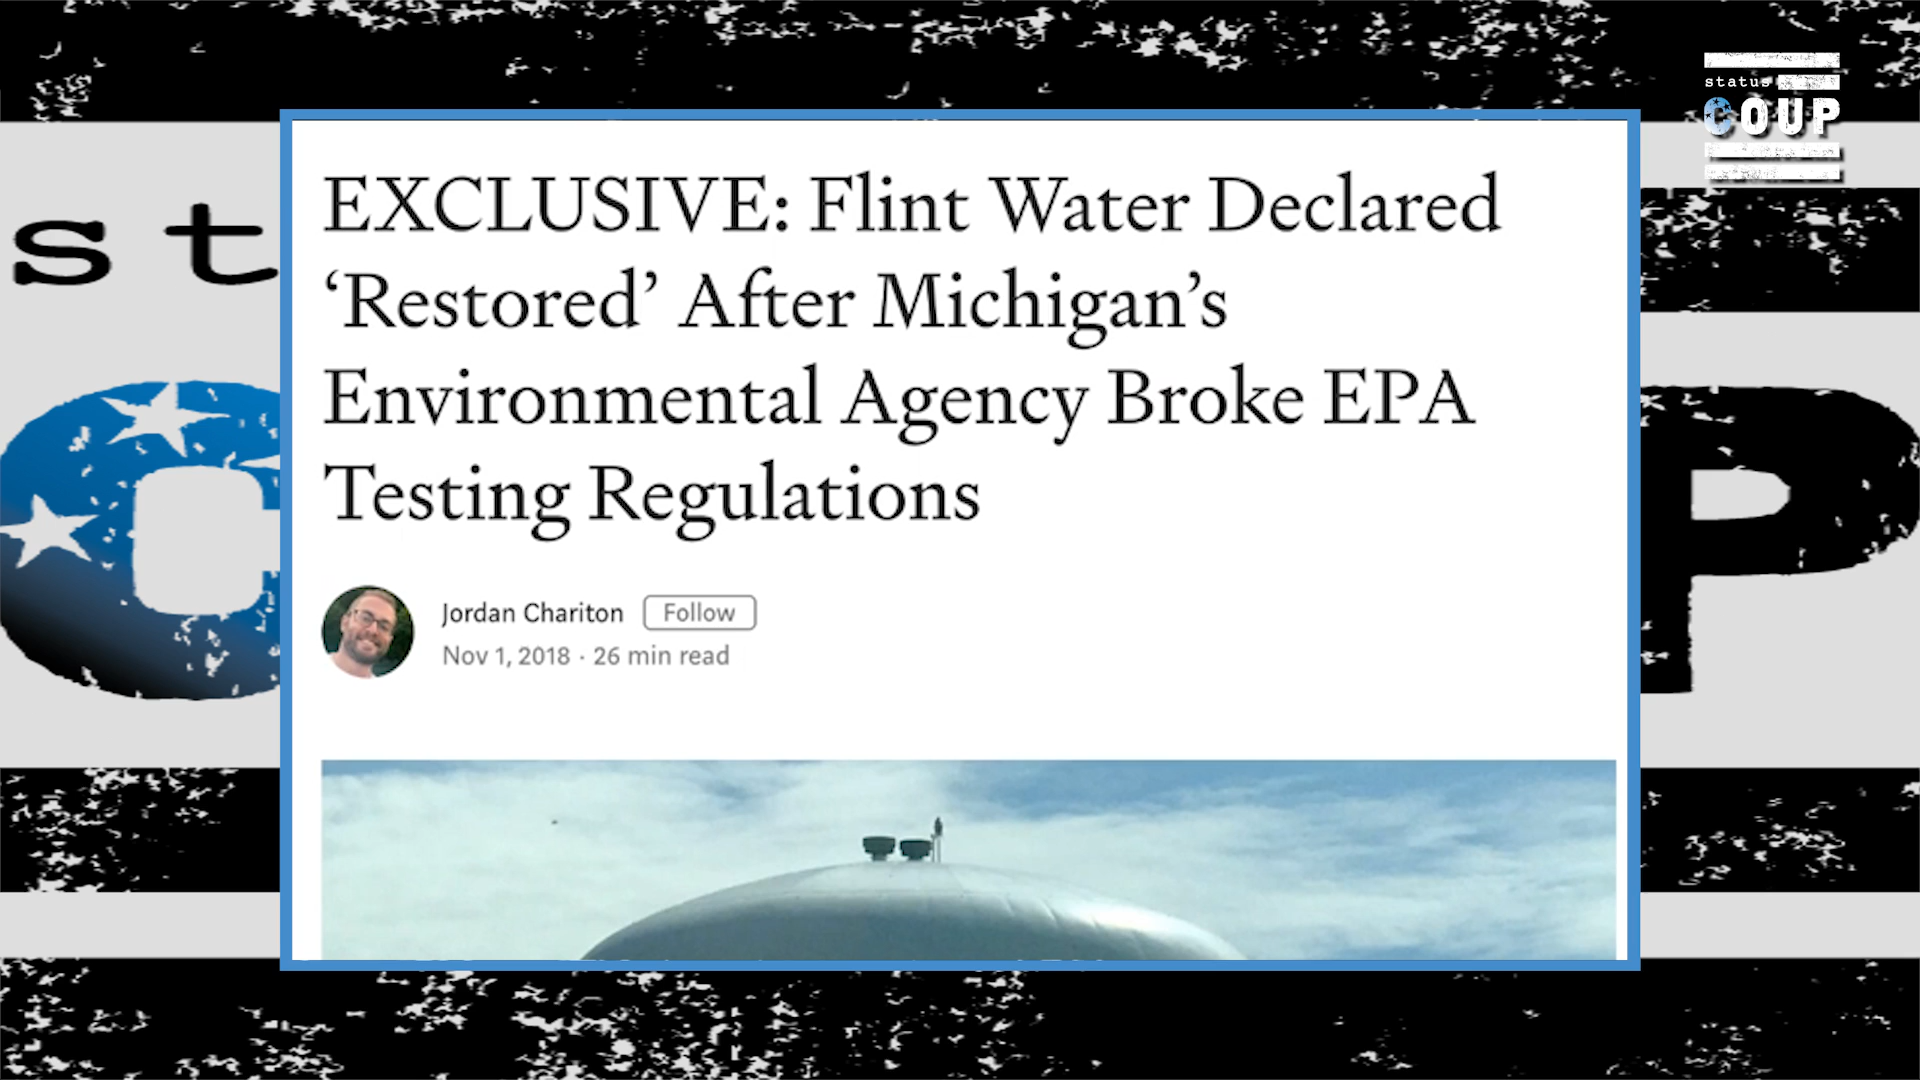 status
COUP
EXCLUSIVE: Flint Water Declared
‘Restored’ After Michigan’s
Environmental Agency Broke EPA
Testing Regulations
Jordan Chariton Follow
Nov 1, 2018 · 26 min read
st
C P